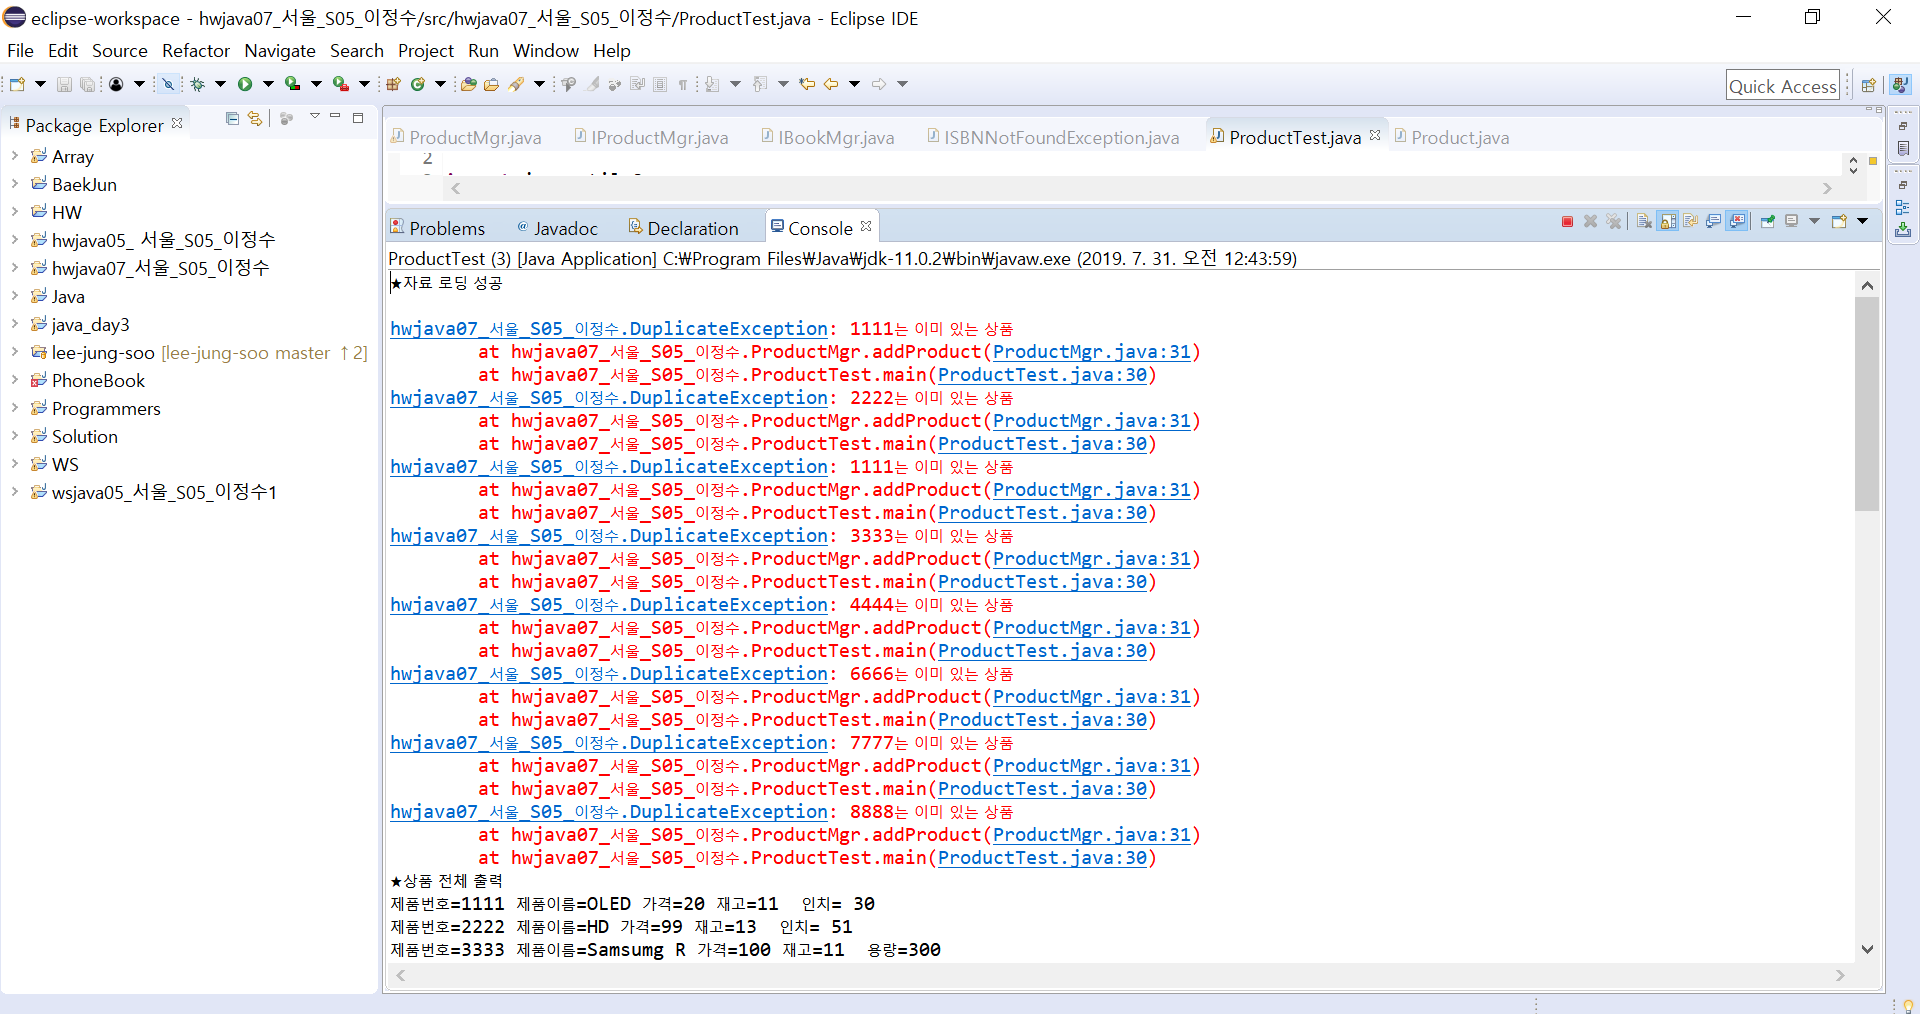 eclipse-workspace - hwjava07_서울_S05_이정수/src/hwjava07_서울_S05_이정수/ProductTest.java - Eclipse IDE
File Edit Source Refactor Navigate Search Project Run Window Help
Quick Access
Package Explorer
Array
BaekJun
HW
hwjava05_ 서울_S05_이정수
hwjava07_서울_S05_이정수
Java
java_day3
lee-jung-soo [lee-jung-soo master ↑2]
PhoneBook
Programmers
Solution
WS
wsjava05_서울_S05_이정수1
ProductMgr.java IProductMgr.java IBookMgr.java ISBNNotFoundException.java ProductTest.java Product.java
2
Problems Javadoc Declaration Console
ProductTest (3) [Java Application] C:₩Program Files₩Java₩jdk-11.0.2₩bin₩javaw.exe (2019. 7. 31. 오전 12:43:59)
★자료 로딩 성공
hwjava07_서울_S05_이정수.DuplicateException: 1111는 이미 있는 상품
at hwjava07_서울_S05_이정수.ProductMgr.addProduct(ProductMgr.java:31)
at hwjava07_서울_S05_이정수.ProductTest.main(ProductTest.java:30)
hwjava07_서울_S05_이정수.DuplicateException: 2222는 이미 있는 상품
at hwjava07_서울_S05_이정수.ProductMgr.addProduct(ProductMgr.java:31)
at hwjava07_서울_S05_이정수.ProductTest.main(ProductTest.java:30)
hwjava07_서울_S05_이정수.DuplicateException: 1111는 이미 있는 상품
at hwjava07_서울_S05_이정수.ProductMgr.addProduct(ProductMgr.java:31)
at hwjava07_서울_S05_이정수.ProductTest.main(ProductTest.java:30)
hwjava07_서울_S05_이정수.DuplicateException: 3333는 이미 있는 상품
at hwjava07_서울_S05_이정수.ProductMgr.addProduct(ProductMgr.java:31)
at hwjava07_서울_S05_이정수.ProductTest.main(ProductTest.java:30)
hwjava07_서울_S05_이정수.DuplicateException: 4444는 이미 있는 상품
at hwjava07_서울_S05_이정수.ProductMgr.addProduct(ProductMgr.java:31)
at hwjava07_서울_S05_이정수.ProductTest.main(ProductTest.java:30)
hwjava07_서울_S05_이정수.DuplicateException: 6666는 이미 있는 상품
at hwjava07_서울_S05_이정수.ProductMgr.addProduct(ProductMgr.java:31)
at hwjava07_서울_S05_이정수.ProductTest.main(ProductTest.java:30)
hwjava07_서울_S05_이정수.DuplicateException: 7777는 이미 있는 상품
at hwjava07_서울_S05_이정수.ProductMgr.addProduct(ProductMgr.java:31)
at hwjava07_서울_S05_이정수.ProductTest.main(ProductTest.java:30)
hwjava07_서울_S05_이정수.DuplicateException: 8888는 이미 있는 상품
at hwjava07_서울_S05_이정수.ProductMgr.addProduct(ProductMgr.java:31)
at hwjava07_서울_S05_이정수.ProductTest.main(ProductTest.java:30)
★상품 전체 출력
제품번호=1111 제품이름=OLED 가격=20 재고=11 인치= 30
제품번호=2222 제품이름=HD 가격=99 재고=13 인치= 51
제품번호=3333 제품이름=Samsumg R 가격=100 재고=11 용량=300